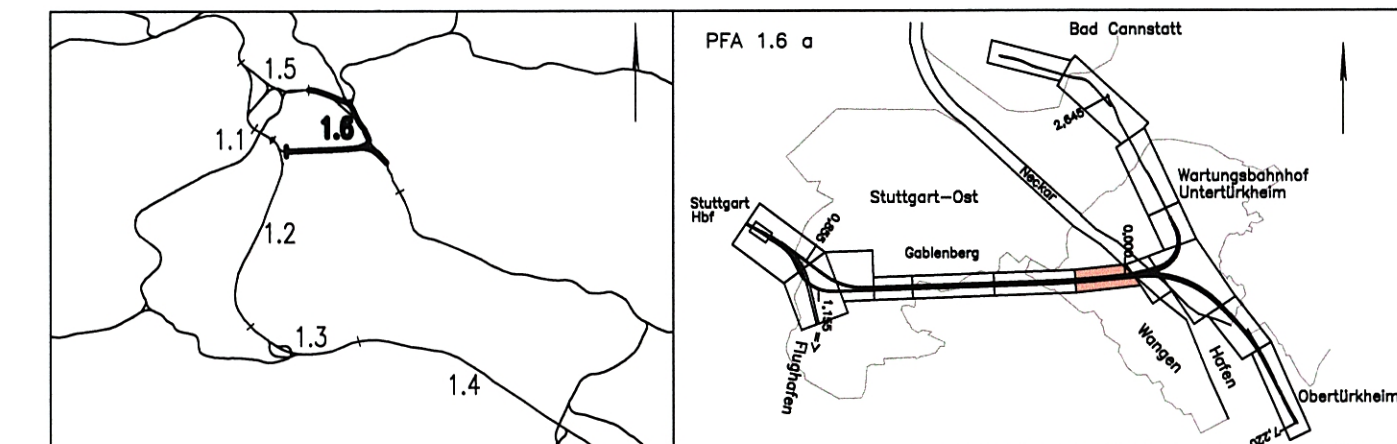 1.5
1.6
1.1
1.2
1.3
1.4
PFA 1.6 a
Bad Cannstatt
2,645
Neckar
Wartungsbahnhof
Untertürkheim
Stuttgart
Hbf
Stuttgart-Ost
0,855
0,000
Gablenberg
1,155 =>
Flughafen
Wangen
Hafen
Obertürkheim